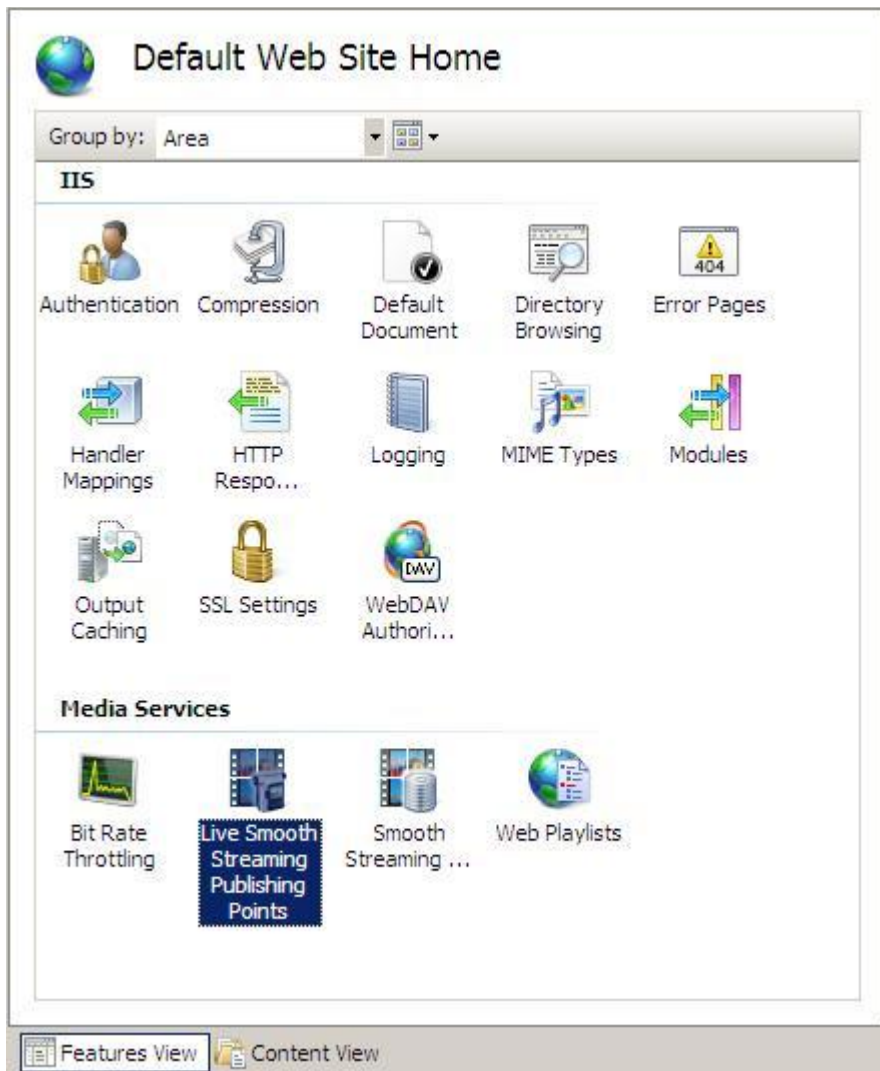 Default Web Site Home
Group by: Area
IIS
Authentication
Compression
Default
Document
Directory
Browsing
404
Error Pages
Handler
Mappings
HTTP
Respo...
Logging
MIME Types
Modules
Output
Caching
SSL Settings
DAV
WebDAV
Authori...
Media Services
Bit Rate
Throttling
Live Smooth
Streaming
Publishing
Points
Smooth
Streaming ...
Web Playlists
Features View
Content View